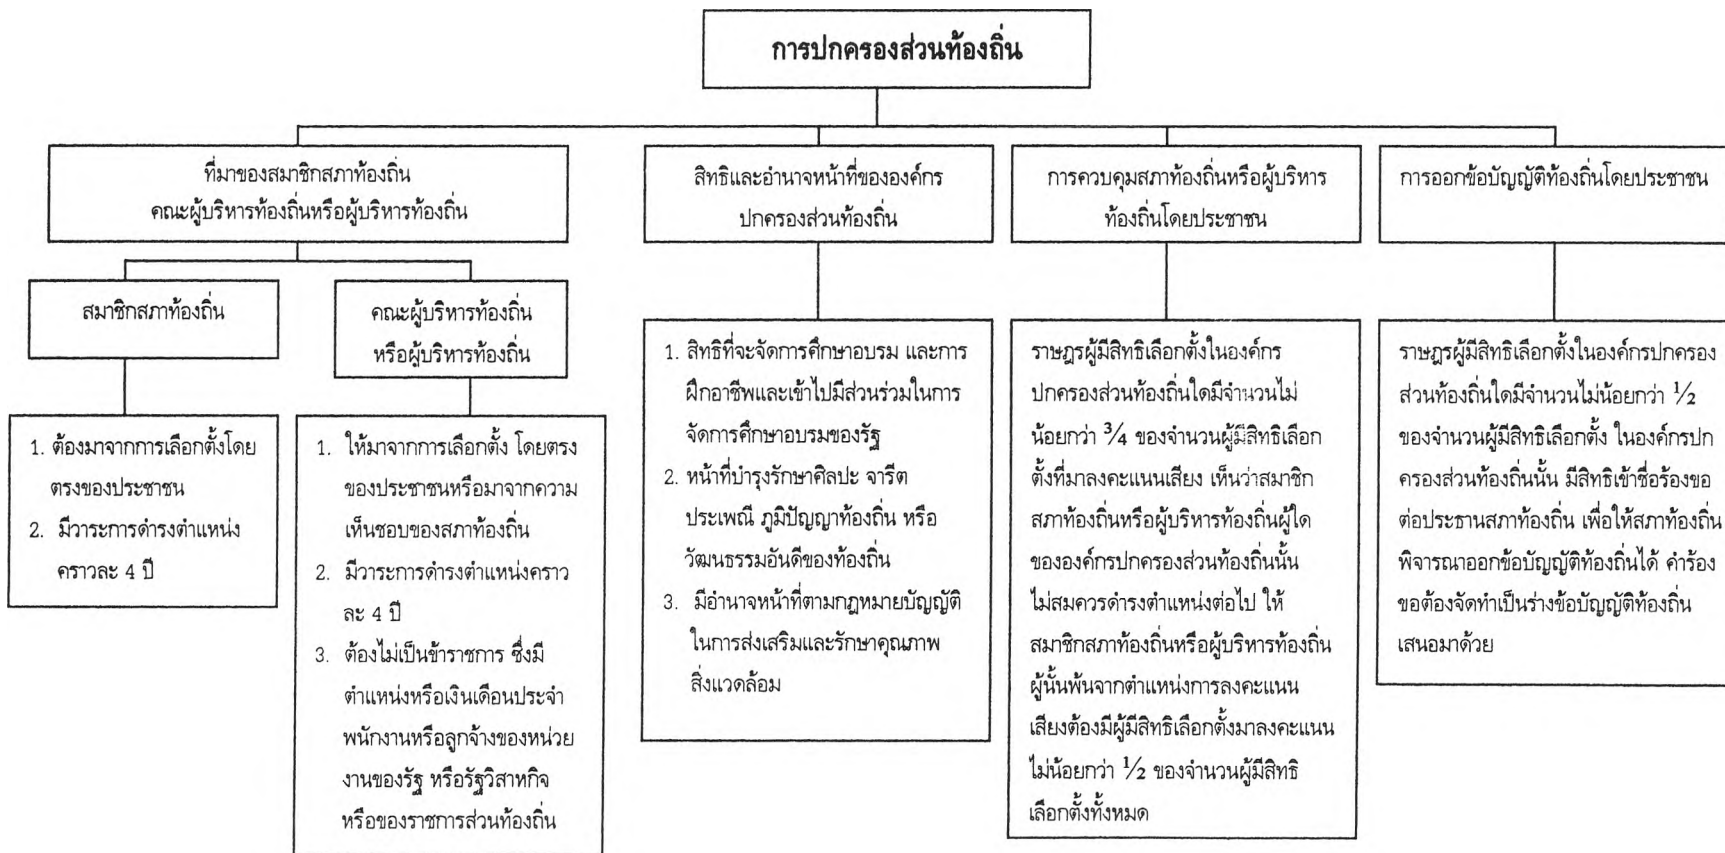 การปกครองส่วนท้องถิ่น
ที่มาของสมาชิกสภาท้องถิ่น
คณะผู้บริหารท้องถิ่นหรือผู้บริหารท้องถิ่น
สมาชิกสภาท้องถิ่น
1. ต้องมาจากการเลือกตั้งโดย
ตรงของประชาชน
2. มีวาระการดำรงตำแหน่ง
คราวละ 4 ปี
คณะผู้บริหารท้องถิ่น
หรือผู้บริหารท้องถิ่น
1. ให้มาจากการเลือกตั้ง โดยตรง
ของประชาชนหรือมาจากความ
เห็นชอบของสภาท้องถิ่น
2. มีวาระการดำรงตำแหน่งคราว
ละ 4 ปี
3. ต้องไม่เป็นข้าราชการ ซึ่งมี
ตำแหน่งหรือเงินเดือนประจำ
พนักงานหรือลูกจ้างของหน่วย
งานของรัฐ หรือรัฐวิสาหกิจ
หรือของราชการส่วนท้องถิ่น
สิทธิและอำนาจหน้าที่ขององค์กร
ปกครองส่วนท้องถิ่น
1. สิทธิที่จะจัดการศึกษาอบรม และการ
ฝึกอาชีพและเข้าไปมีส่วนร่วมในการ
จัดการศึกษาอบรมของรัฐ
2. หน้าที่บำรุงรักษาศิลปะ จารีต
ประเพณี ภูมิปัญญาท้องถิ่น หรือ
วัฒนธรรมอันดีของท้องถิ่น
3. มีอำนาจหน้าที่ตามกฎหมายบัญญัติ
ในการส่งเสริมและรักษาคุณภาพ
สิ่งแวดล้อม
การควบคุมสภาท้องถิ่นหรือผู้บริหาร
ท้องถิ่นโดยประชาชน
ราษฎรผู้มีสิทธิเลือกตั้งในองค์กร
ปกครองส่วนท้องถิ่นใดมีจำนวนไม่
น้อยกว่า ¾ ของจำนวนผู้มีสิทธิเลือก
ตั้งที่มาลงคะแนนเสียง เห็นว่าสมาชิก
สภาท้องถิ่นหรือผู้บริหารท้องถิ่นผู้ใด
ขององค์กรปกครองส่วนท้องถิ่นนั้น
ไม่สมควรดำรงตำแหน่งต่อไป ให้
สมาชิกสภาท้องถิ่นหรือผู้บริหารท้องถิ่น
ผู้นั้นพ้นจากตำแหน่งการลงคะแนน
เสียงต้องมีผู้มีสิทธิเลือกตั้งมาลงคะแนน
ไม่น้อยกว่า ½ ของจำนวนผู้มีสิทธิ
เลือกตั้งทั้งหมด
การออกข้อบัญญัติท้องถิ่นโดยประชาชน
ราษฎรผู้มีสิทธิเลือกตั้งในองค์กรปกครอง
ส่วนท้องถิ่นใดมีจำนวนไม่น้อยกว่า ½
ของจำนวนผู้มีสิทธิเลือกตั้ง ในองค์กรปก
ครองส่วนท้องถิ่นนั้น มีสิทธิเข้าชื่อร้องขอ
ต่อประธานสภาท้องถิ่น เพื่อให้สภาท้องถิ่น
พิจารณาออกข้อบัญญัติท้องถิ่นได้ คำร้อง
ขอต้องจัดทำเป็นร่างข้อบัญญัติท้องถิ่น
เสนอมาด้วย